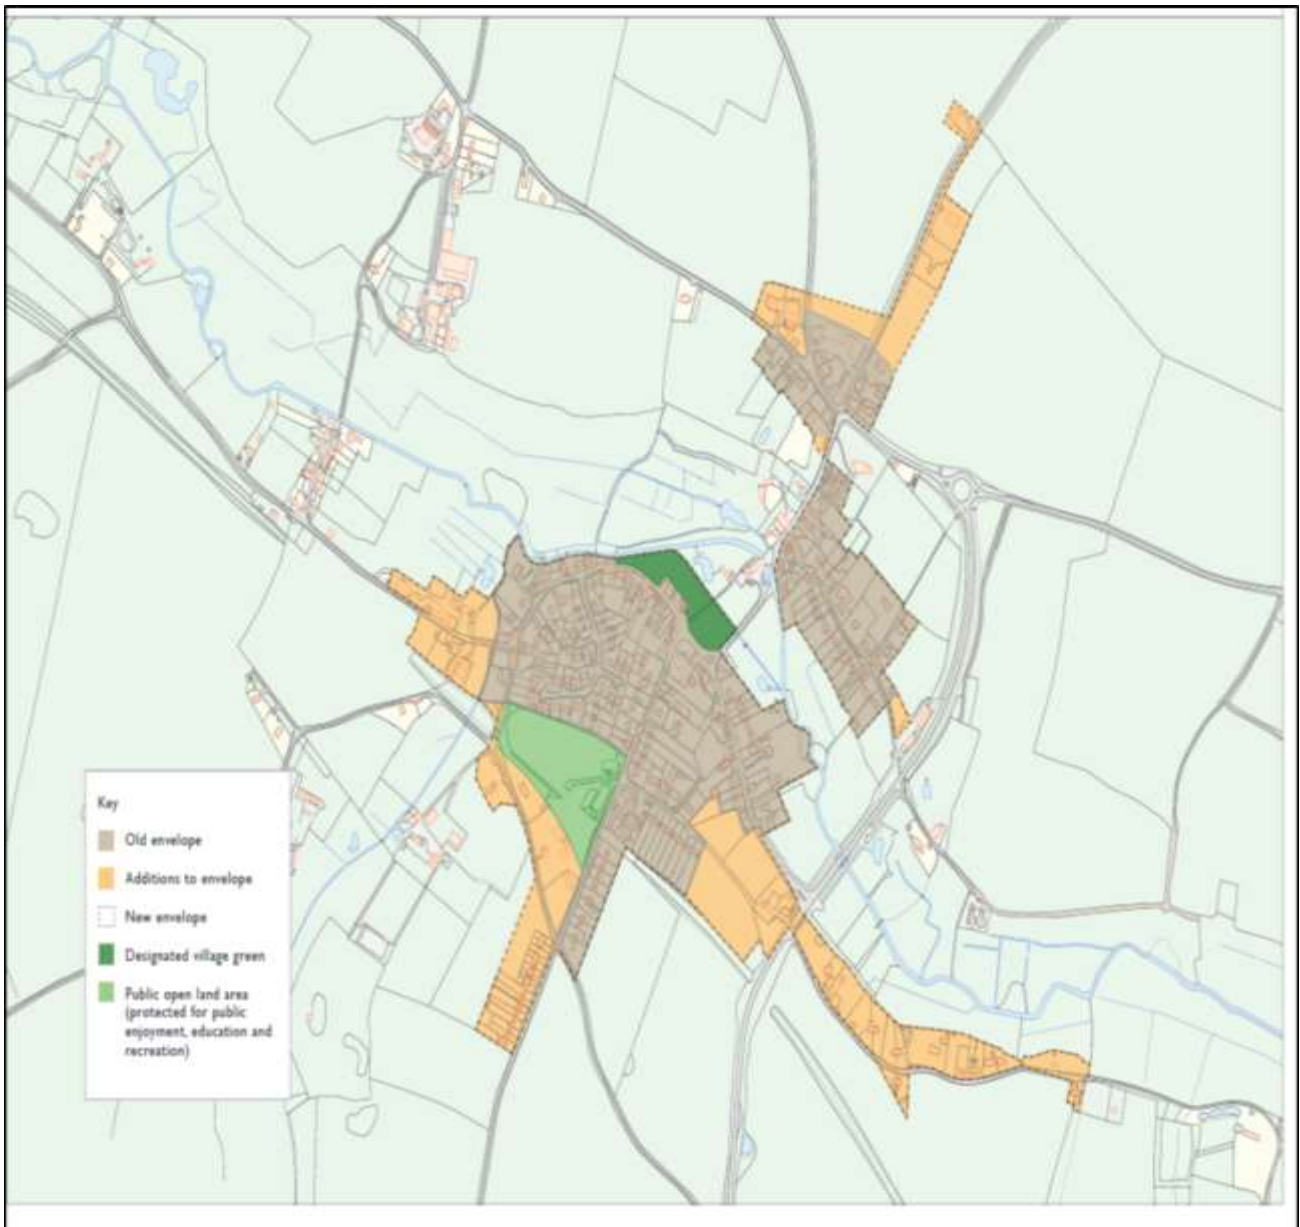 Key
Old envelope
Additions to envelope
New envelope
Designated village green
Public open land area
(protected for public
enjoyment, education and
recreation)